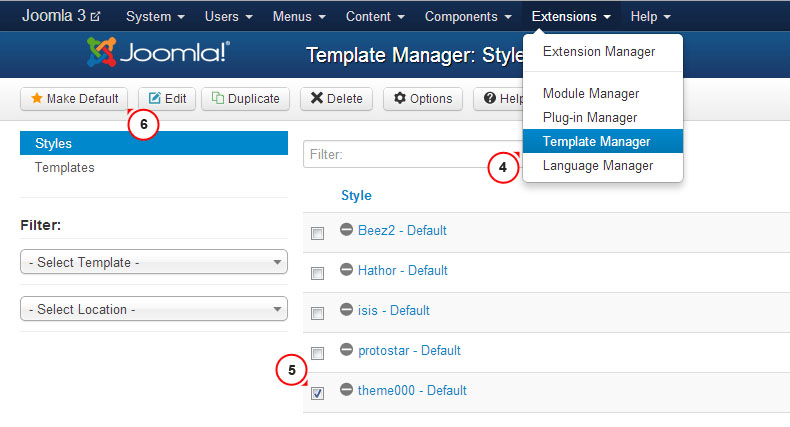 Joomla 3 System Users Menus Content Components Extensions Help
Joomla!® Template Manager: Style
Extension Manager
Make Default Edit Duplicate Delete Options Help
Module Manager
Plug-in Manager
6
Styles
Template Manager
Filter:
4
Templates
Language Manager
Style
Filter:
Beez2 - Default
- Select Template -
Hathor - Default
- Select Location -
isis - Default
protostar - Default
5
theme000 - Default